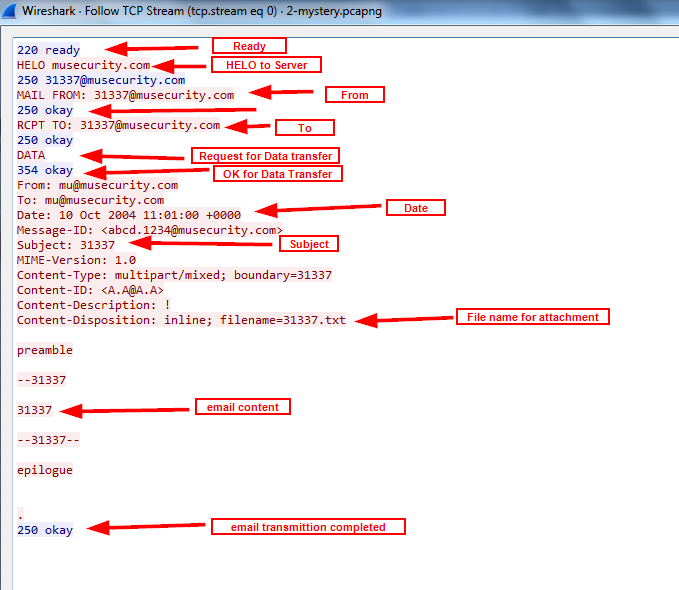 Wireshark · Follow TCP Stream (tcp.stream eq 0) · 2-mystery.pcapng
220 ready
Ready
HELO musecurity.com
HELO to Server
250 31337@musecurity.com
MAIL FROM: 31337@musecurity.com
From
250 okay
RCPT TO: 31337@musecurity.com
To
250 okay
DATA
Request for Data transfer
354 okay
OK for Data Transfer
From: mu@musecurity.com
To: mu@musecurity.com
Date: 10 Oct 2004 11:01:00 +0000
Date
Message-ID: <abcd.1234@musecurity.com>
Subject: 31337
Subject
MIME-Version: 1.0
Content-Type: multipart/mixed; boundary=31337
Content-ID: <A.A@A.A>
Content-Description: !
Content-Disposition: inline; filename=31337.txt
File name for attachment
preamble
--31337
31337
email content
--31337--
epilogue
.
250 okay
email transmittion completed